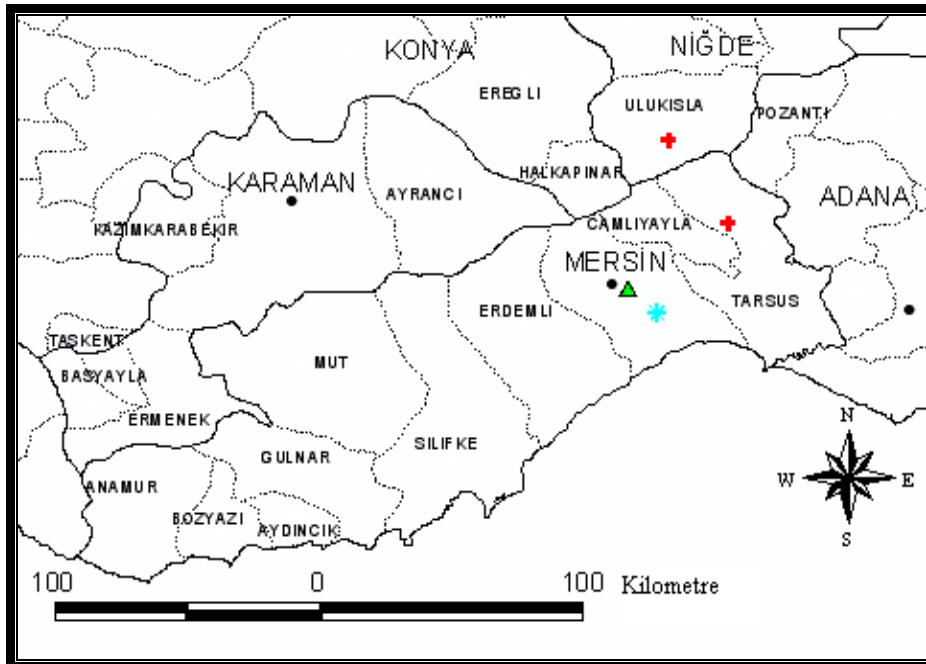 KONYA
NİĞDE
EREGLI
ULUKISLA
POZANTI
HALKAPINAR
KARAMAN
AYRANCI
ADANA
KAZIMKARABEKIR
CAMLIYAYLA
MERSİN
TARSUS
ERDEMLI
TASKENT
MUT
BASYAYLA
ERMENEK
SILIFKE
GULNAR
ANAMUR
BOZYAZI
AYDINCIK
N
W E
S
100 0 100 Kilometre